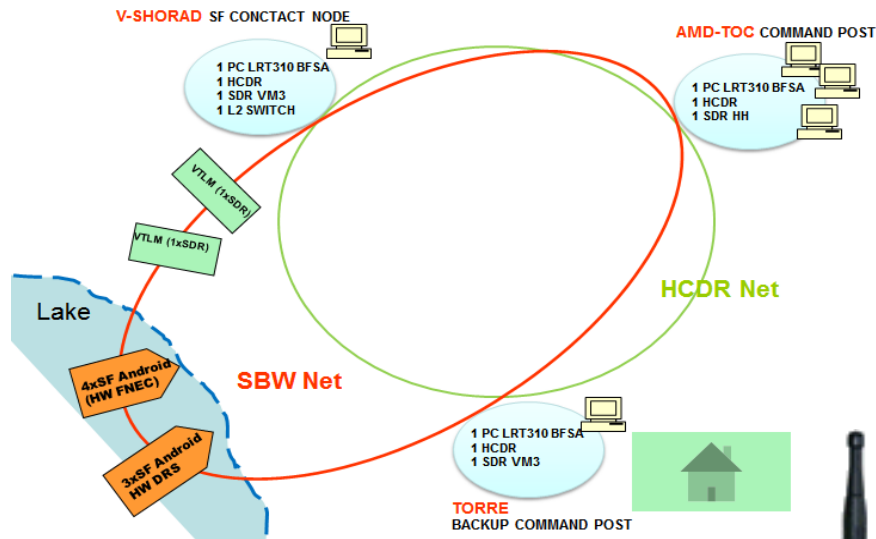 V-SHORAD SF CONCTACT NODE
1 PC LRT310 BFSA
1 HCDR
1 SDR VM3
1 L2 SWITCH
AMD-TOC COMMAND POST
1 PC LRT310 BFSA
1 HCDR
1 SDR HH
VTLM (1xSDR)
VTLM (1xSDR)
HCDR Net
Lake
SBW Net
4xSF Android
(HW FNEC)
3xSF Android
HW DRS
1 PC LRT310 BFSA
1 HCDR
1 SDR VM3
TORRE
BACKUP COMMAND POST